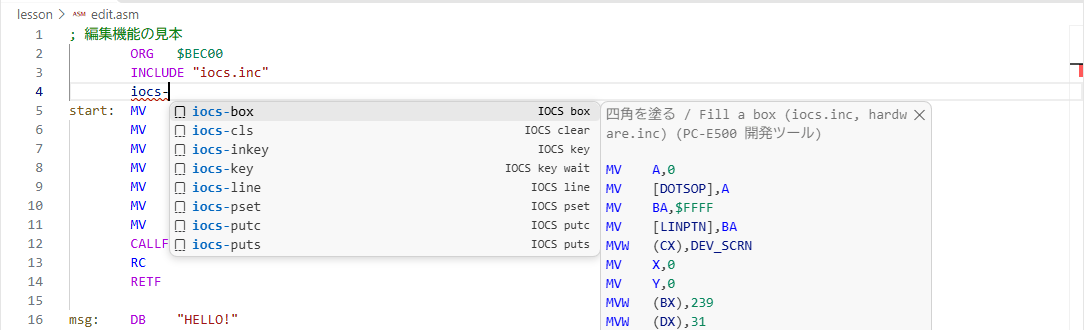 lesson > ASM edit.asm
1 ; 編集機能の見本
2 ORG $BEC00
3 INCLUDE "iocs.inc"
4 iocs-
5 start: MV
6 MV
7 MV
8 MV
9 MV
10 MV
11 MV
12 CALLF
13 RC
14 RETF
15
16 msg: DB "HELLO!"
iocs-box IOCS box
iocs-cls IOCS clear
iocs-inkey IOCS key
iocs-key IOCS key wait
iocs-line IOCS line
iocs-pset IOCS pset
iocs-putc IOCS putc
iocs-puts IOCS puts
四角を塗る / Fill a box (iocs.inc, hardw
are.inc) (PC-E500 開発ツール)
MV A,0
MV [DOTSOP],A
MV BA,$FFFF
MV [LINPTN],BA
MVW (CX),DEV_SCRN
MV X,0
MV Y,0
MVW (BX),239
MVW (DX),31